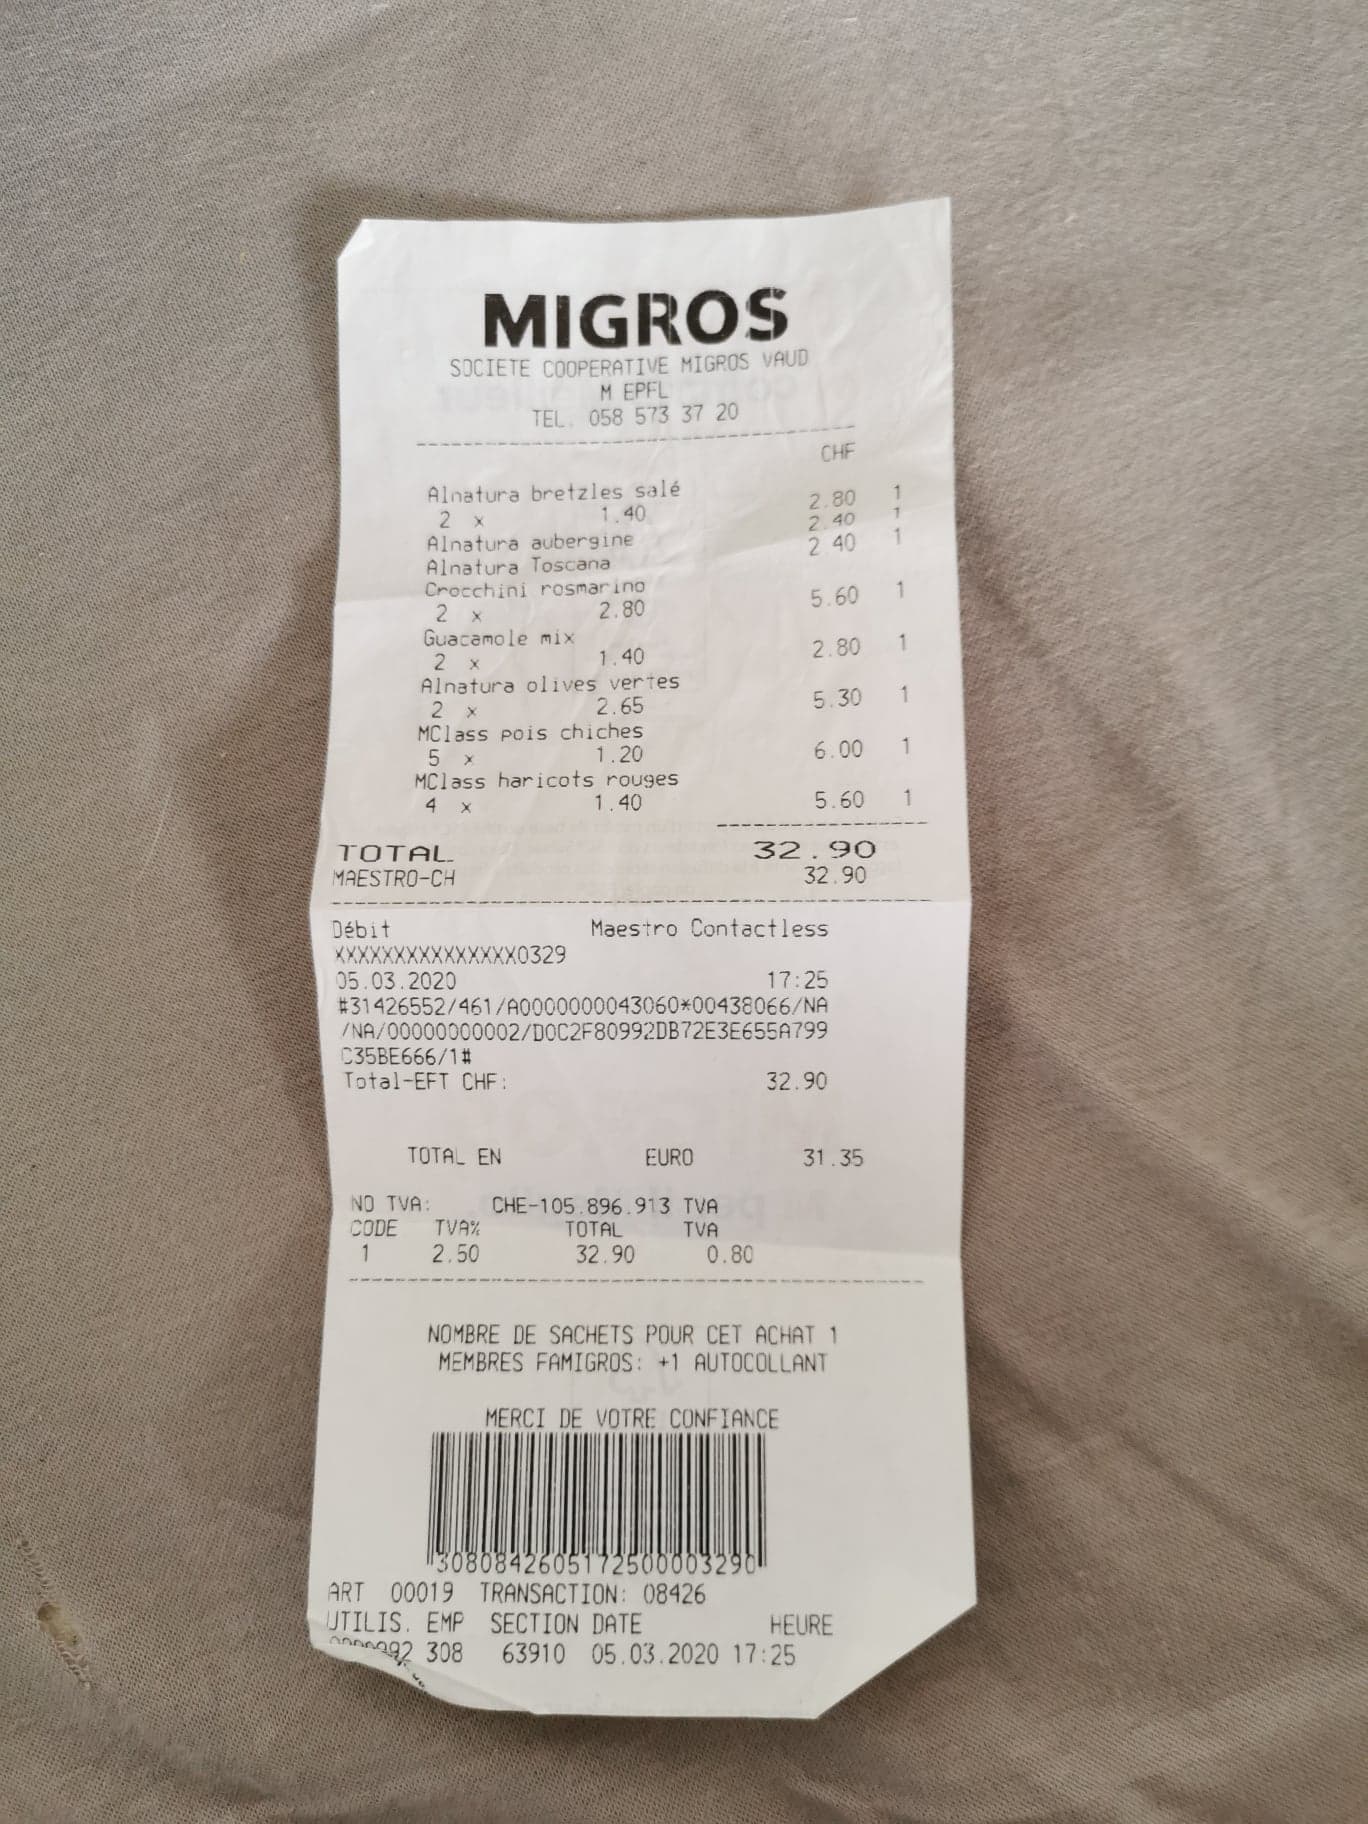 MIGROS
SOCIETE COOPERATIVE MIGROS VAUD
M EPFL
TEL. 058 573 37 20
CHF
Alnatura bretzles salé
2 x 1.40 2.80 1
Alnatura aubergine 2.40 1
Alnatura Toscana 2.40 1
Crocchini rosmarino
2 x 2.80 5.60 1
Guacamole mix
2 x 1.40 2.80 1
Alnatura olives vertes
2 x 2.65 5.30 1
MClass pois chiches
5 x 1.20 6.00 1
MClass haricots rouges
4 x 1.40 5.60 1
TOTAL 32.90
MAESTRO-CH 32.90
Débit Maestro Contactless
XXXXXXXXXXXXXXX0329
05.03.2020 17:25
#31426552/461/A0000000043060*00438066/NA
/NA/00000000002/D0C2F80992DB72E3E655A799
C35BE666/1#
Total-EFT CHF: 32.90
TOTAL EN EURO 31.35
NO TVA: CHE-105.896.913 TVA
CODE TVA% TOTAL TVA
1 2.50 32.90 0.80
NOMBRE DE SACHETS POUR CET ACHAT 1
MEMBRES FAMIGROS: +1 AUTOCOLLANT
MERCI DE VOTRE CONFIANCE
30808426051725000003290
ART 00019 TRANSACTION: 08426
UTILIS. EMP SECTION DATE HEURE
308 63910 05.03.2020 17:25